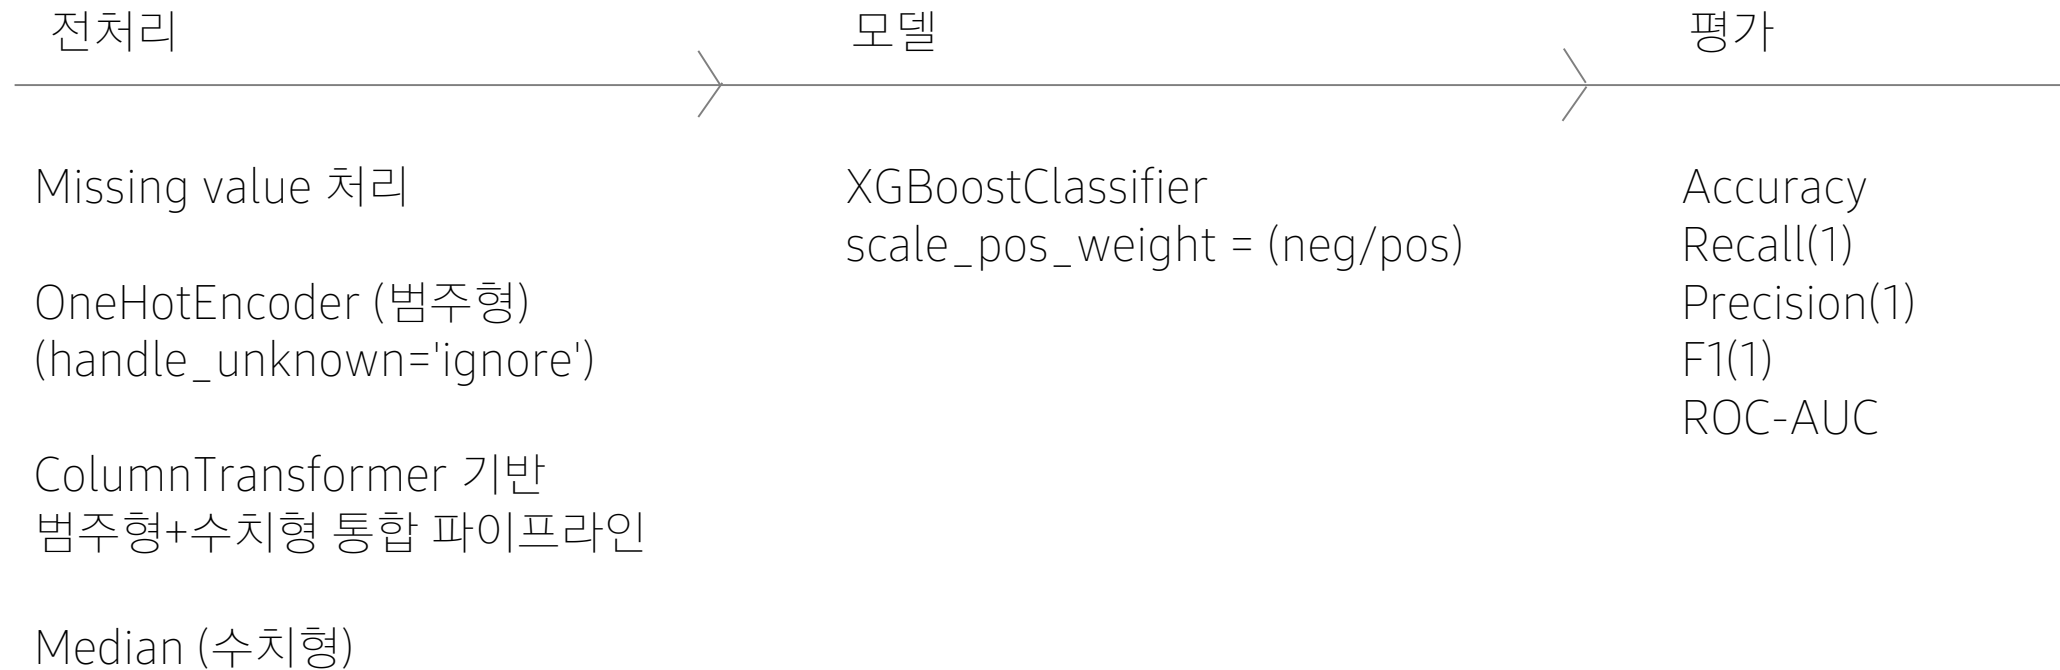 전처리
모델
평가
Missing value 처리
OneHotEncoder (범주형)
(handle_unknown='ignore')
ColumnTransformer 기반
범주형+수치형 통합 파이프라인
Median (수치형)
XGBoostClassifier
scale_pos_weight = (neg/pos)
Accuracy
Recall(1)
Precision(1)
F1(1)
ROC-AUC